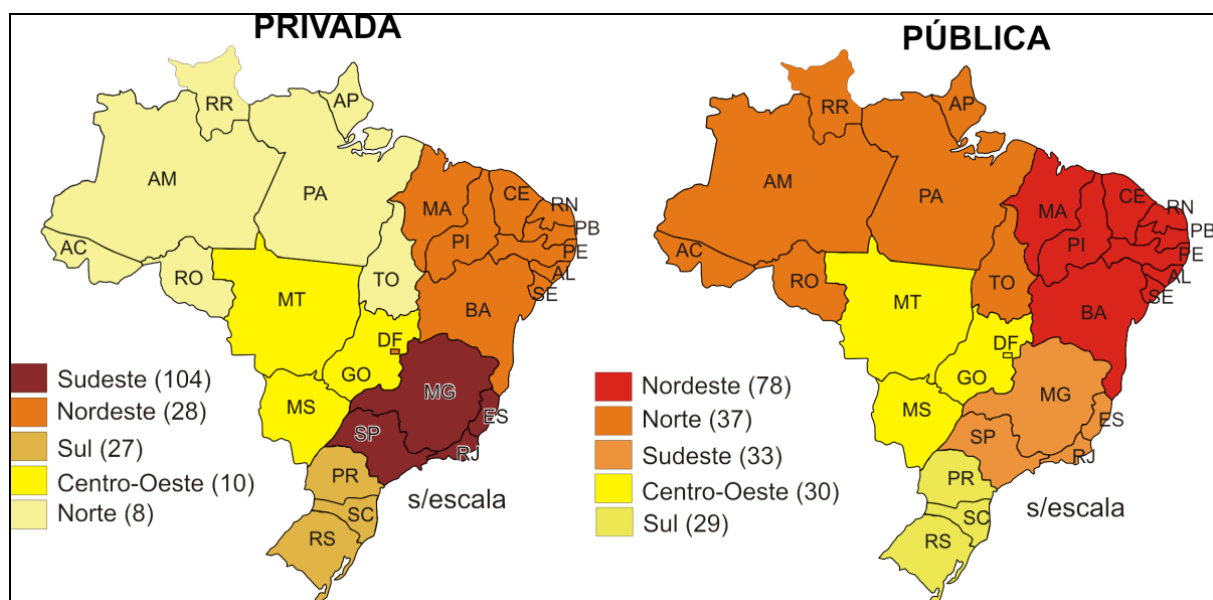 PRIVADA
RR
AP
AM
PA
MA
CE
RN
PB
PI
PE
AC
AL
TO
RO
SE
MT
BA
DF
GO
MG
MS
ES
SP
RJ
PR
SC
RS
Sudeste (104)
Nordeste (28)
Sul (27)
Centro-Oeste (10)
Norte (8)
s/escala
PÚBLICA
RR
AP
AM
PA
MA
CE
RN
PB
PI
PE
AC
AL
TO
RO
SE
MT
BA
DF
GO
MG
MS
ES
SP
RJ
PR
SC
RS
Nordeste (78)
Norte (37)
Sudeste (33)
Centro-Oeste (30)
Sul (29)
s/escala